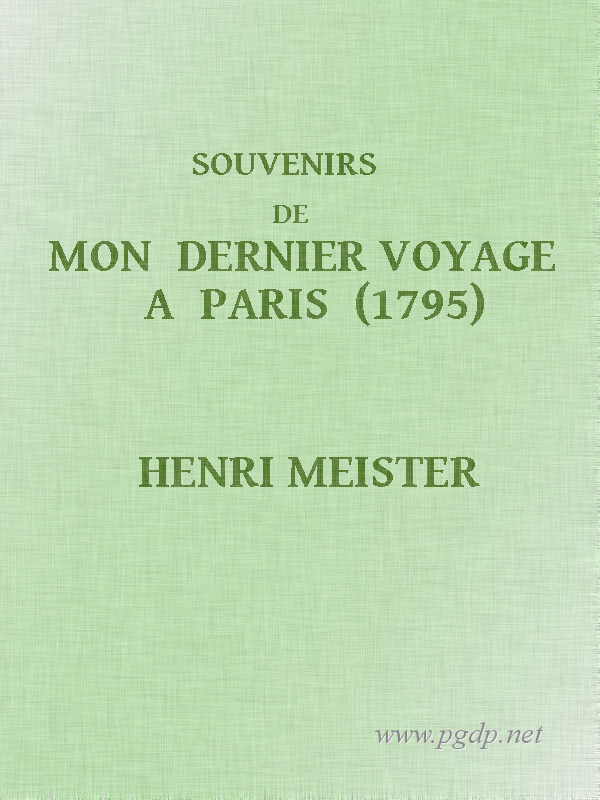 SOUVENIRS
DE
MON DERNIER VOYAGE
A PARIS (1795)
HENRI MEISTER
www.pgdp.net